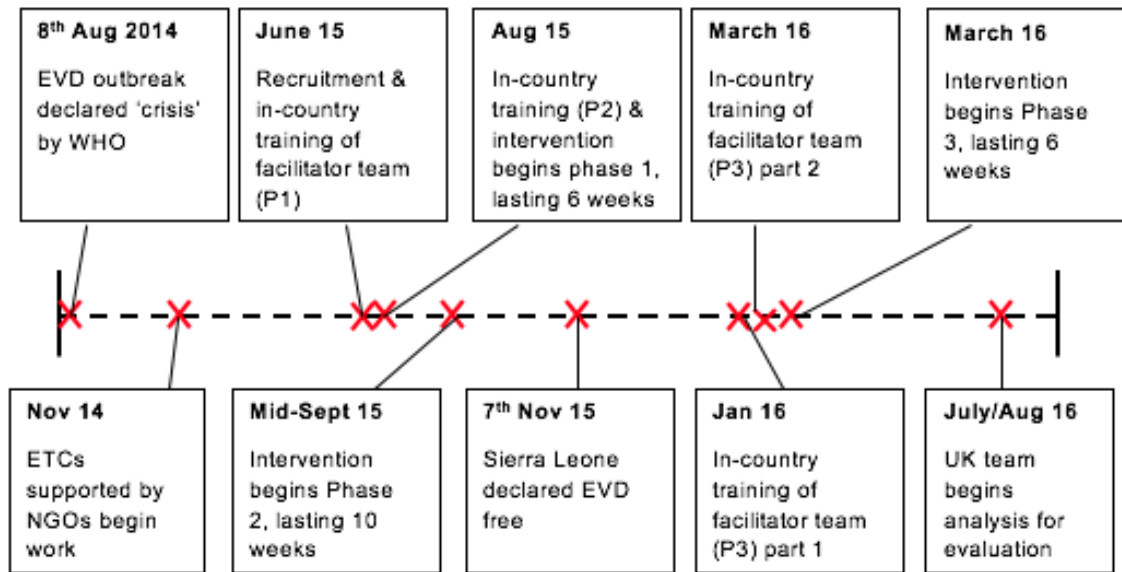 8th Aug 2014
EVD outbreak
declared ‘crisis’
by WHO
June 15
Recruitment &
in-country
training of
facilitator team
(P1)
Aug 15
In-country
training (P2) &
intervention
begins phase 1,
lasting 6 weeks
March 16
In-country
training of
facilitator team
(P3) part 2
March 16
Intervention
begins Phase
3, lasting 6
weeks
Nov 14
ETCs
supported by
NGOs begin
work
Mid-Sept 15
Intervention
begins Phase
2, lasting 10
weeks
7th Nov 15
Sierra Leone
declared EVD
free
Jan 16
In-country
training of
facilitator team
(P3) part 1
July/Aug 16
UK team
begins
analysis for
evaluation